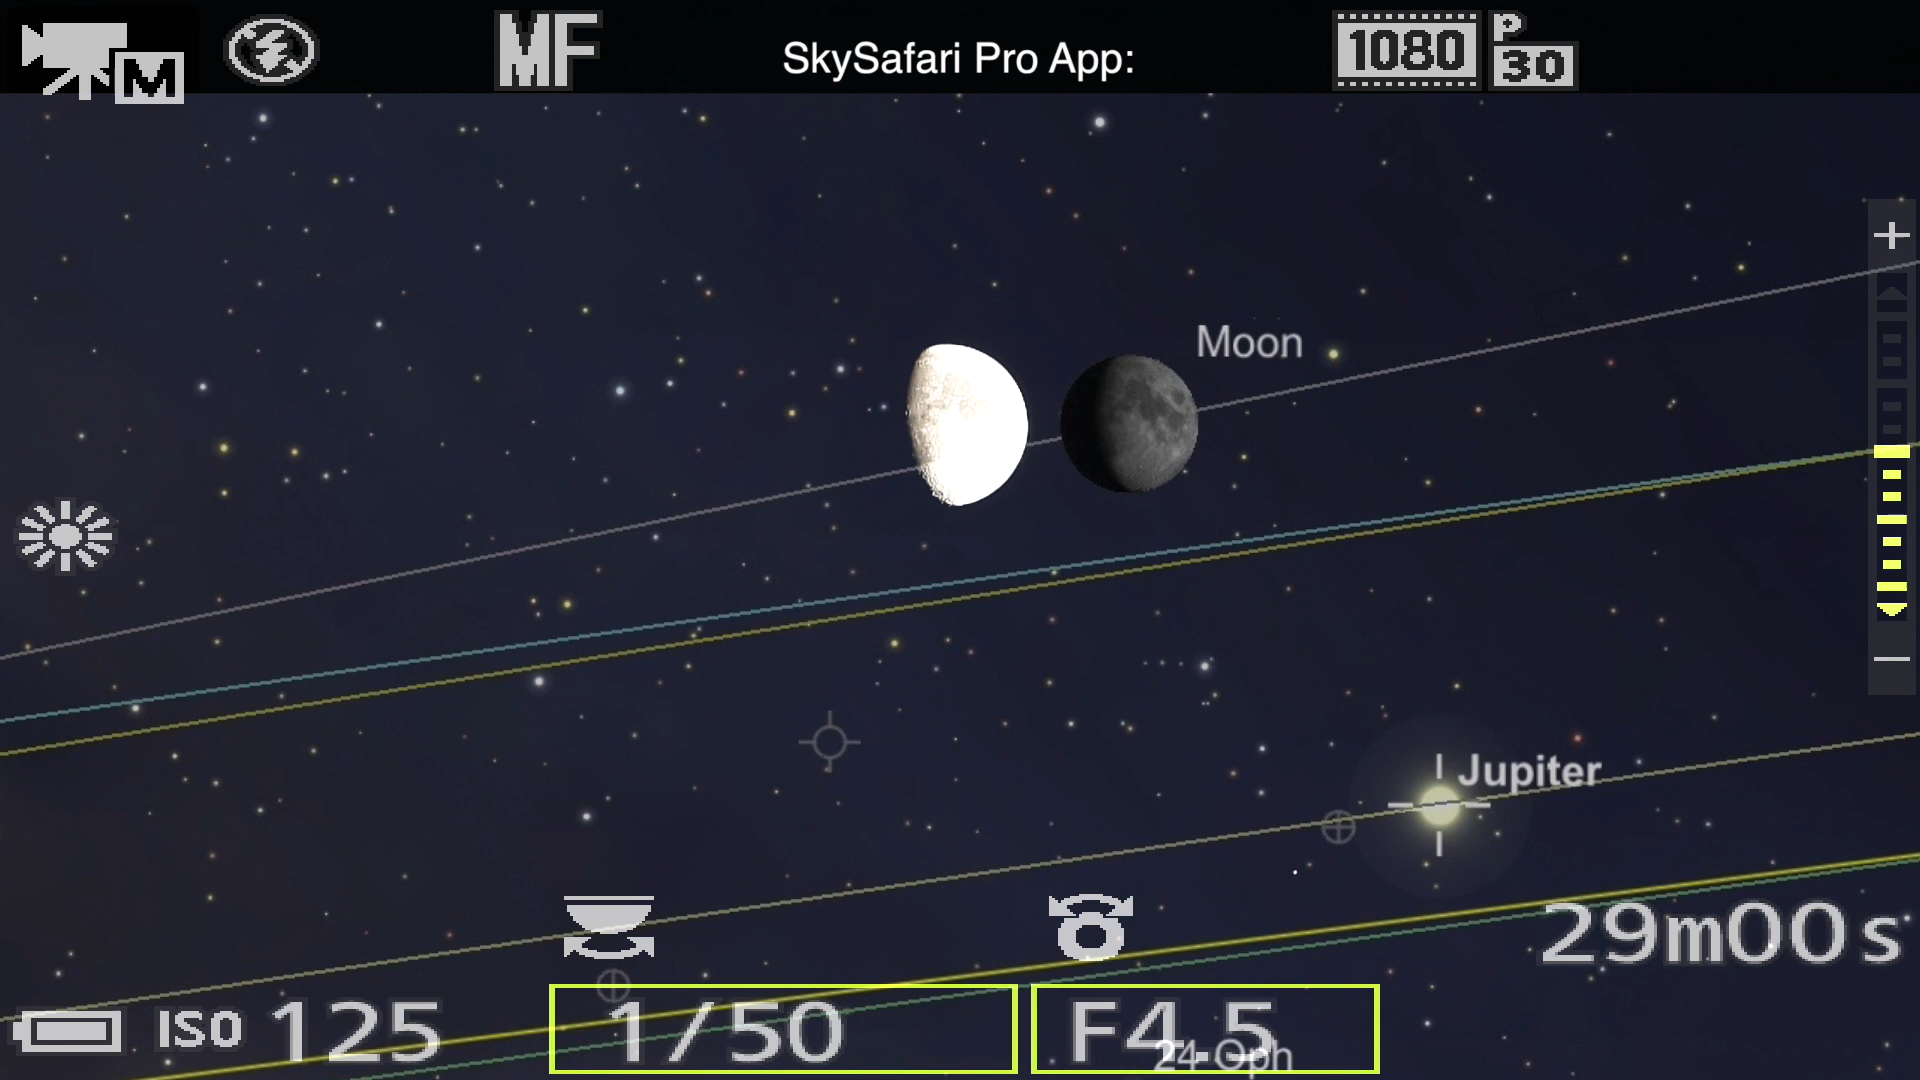 M MF SkySafari Pro App: 1080 P 30
Moon
Jupiter
29m00s
ISO 125 1/50 F4.5
24 Oph